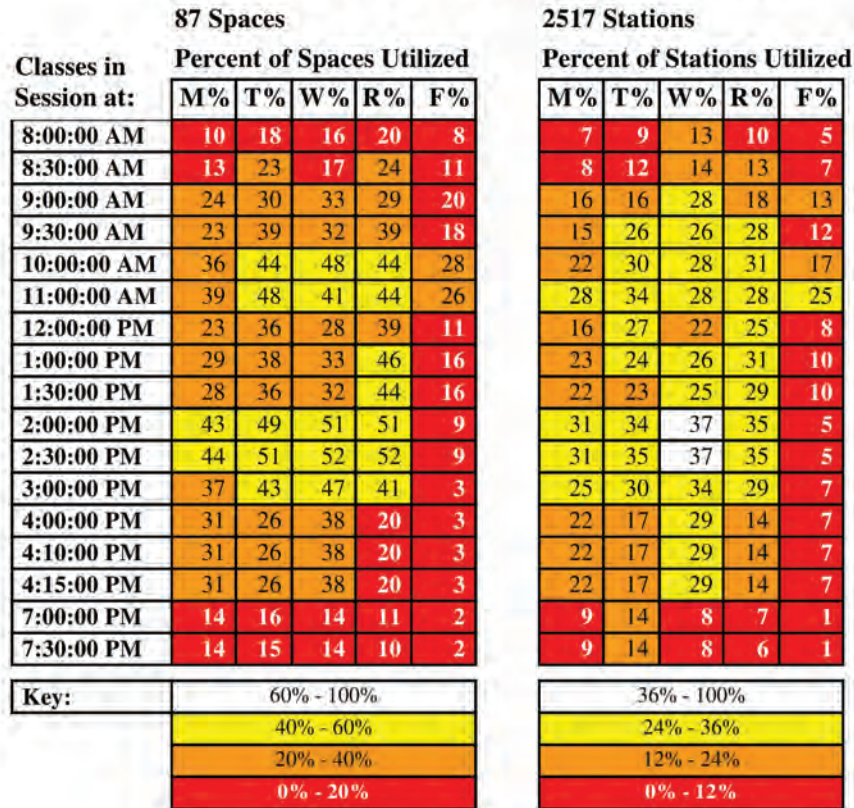 87 Spaces 2517 Stations
Classes in Percent of Spaces Utilized Percent of Stations Utilized
Session at: M% T% W% R% F% M% T% W% R% F%
8:00:00 AM 10 18 16 20 8 7 9 13 10 5
8:30:00 AM 13 23 17 24 11 8 12 14 13 7
9:00:00 AM 24 30 33 29 20 16 16 28 18 13
9:30:00 AM 23 39 32 39 18 15 26 26 28 12
10:00:00 AM 36 44 48 44 28 22 30 28 31 17
11:00:00 AM 39 48 41 44 26 28 34 28 28 25
12:00:00 PM 23 36 28 39 11 16 27 22 25 8
1:00:00 PM 29 38 33 46 16 23 24 26 31 10
1:30:00 PM 28 36 32 44 16 22 23 25 29 10
2:00:00 PM 43 49 51 51 9 31 34 37 35 5
2:30:00 PM 44 51 52 52 9 31 35 37 35 5
3:00:00 PM 37 43 47 41 3 25 30 34 29 7
4:00:00 PM 31 26 38 20 3 22 17 29 14 7
4:10:00 PM 31 26 38 20 3 22 17 29 14 7
4:15:00 PM 31 26 38 20 3 22 17 29 14 7
7:00:00 PM 14 16 14 11 2 9 14 8 7 1
7:30:00 PM 14 15 14 10 2 9 14 8 6 1
Key: 60% - 100% 36% - 100%
40% - 60% 24% - 36%
20% - 40% 12% - 24%
0% - 20% 0% - 12%